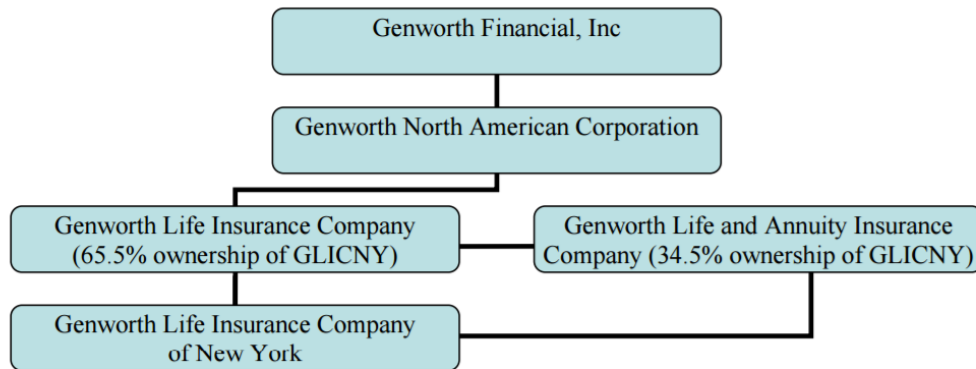 Genworth Financial, Inc
Genworth North American Corporation
Genworth Life Insurance Company
(65.5% ownership of GLICNY)
Genworth Life and Annuity Insurance
Company (34.5% ownership of GLICNY)
Genworth Life Insurance Company
of New York